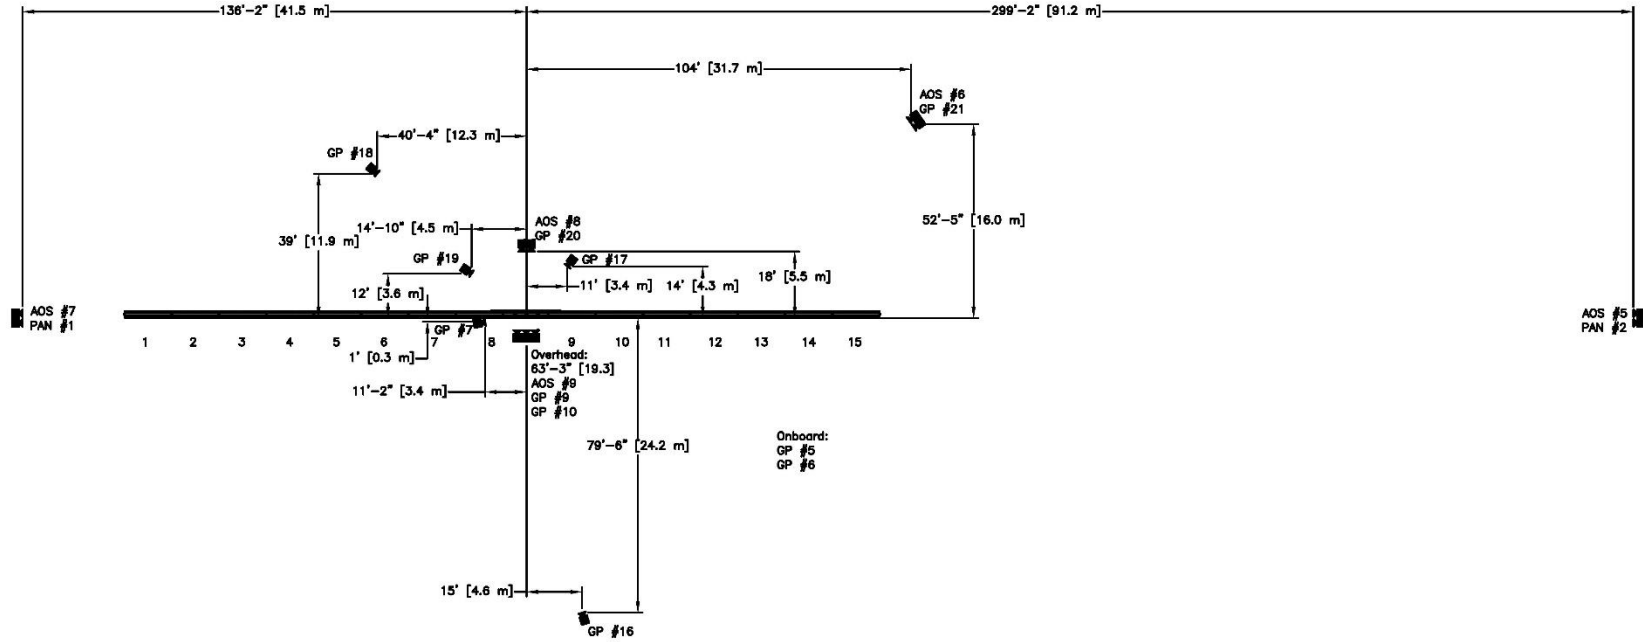 136'-2" [41.5 m]
299'-2" [91.2 m]
104' [31.7 m]
AOS #6
GP #21
40'-4" [12.3 m]
GP #18
52'-5" [16.0 m]
AOS #8
GP #20
14'-10" [4.5 m]
39' [11.9 m]
GP #19
GP #17
18' [5.5 m]
11' [3.4 m]
14' [4.3 m]
12' [3.6 m]
AOS #7
PAN #1
AOS #5
PAN #2
GP #7
1 2 3 4 5 6 7 8 9 10 11 12 13 14 15
1' [0.3 m]
Overhead:
63'-3" [19.3]
AOS #9
GP #9
GP #10
11'-2" [3.4 m]
79'-6" [24.2 m]
Onboard:
GP #5
GP #6
15' [4.6 m]
GP #16